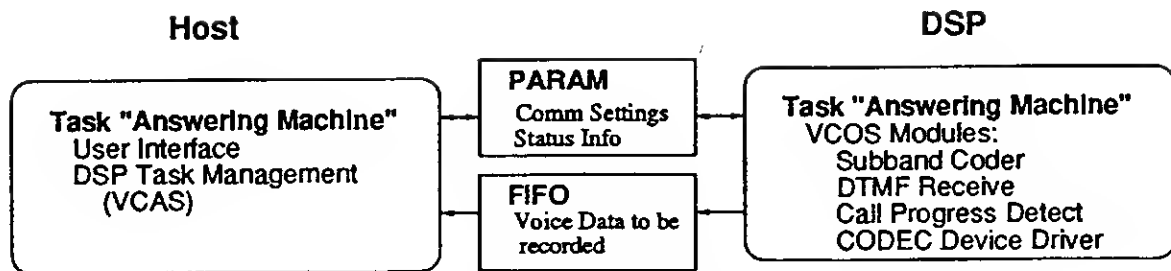 Host
DSP
Task "Answering Machine"
User Interface
DSP Task Management
(VCAS)
PARAM
Comm Settings
Status Info
FIFO
Voice Data to be
recorded
Task "Answering Machine"
VCOS Modules:
Subband Coder
DTMF Receive
Call Progress Detect
CODEC Device Driver